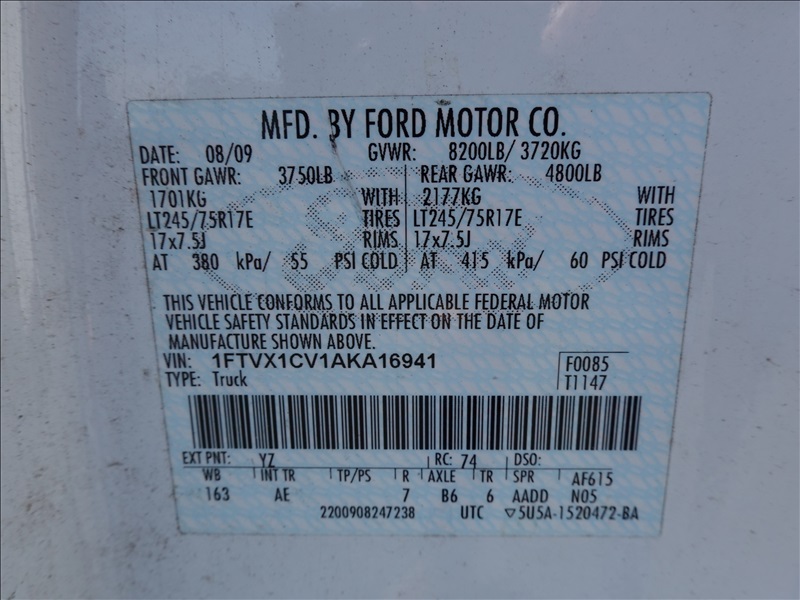 MFD. BY FORD MOTOR CO.
DATE: 08/09 GVWR: 8200LB/ 3720KG
FRONT GAWR: 3750LB REAR GAWR: 4800LB
1701KG WITH 2177KG WITH
LT245/75R17E TIRES LT245/75R17E TIRES
17x7.5J RIMS 17x7.5J RIMS
AT 380 kPa/ 55 PSI COLD AT 415 kPa/ 60 PSI COLD
THIS VEHICLE CONFORMS TO ALL APPLICABLE FEDERAL MOTOR
VEHICLE SAFETY STANDARDS IN EFFECT ON THE DATE OF
MANUFACTURE SHOWN ABOVE.
VIN: 1FTVX1CV1AKA16941 F0085
TYPE: Truck T1147
EXT PNT: YZ RC: 74 DSO:
WB INT TR TP/PS R AXLE TR SPR AF615
163 AE 7 B6 6 AADD N05
2200908247238 UTC ▽5U5A-1520472-BA